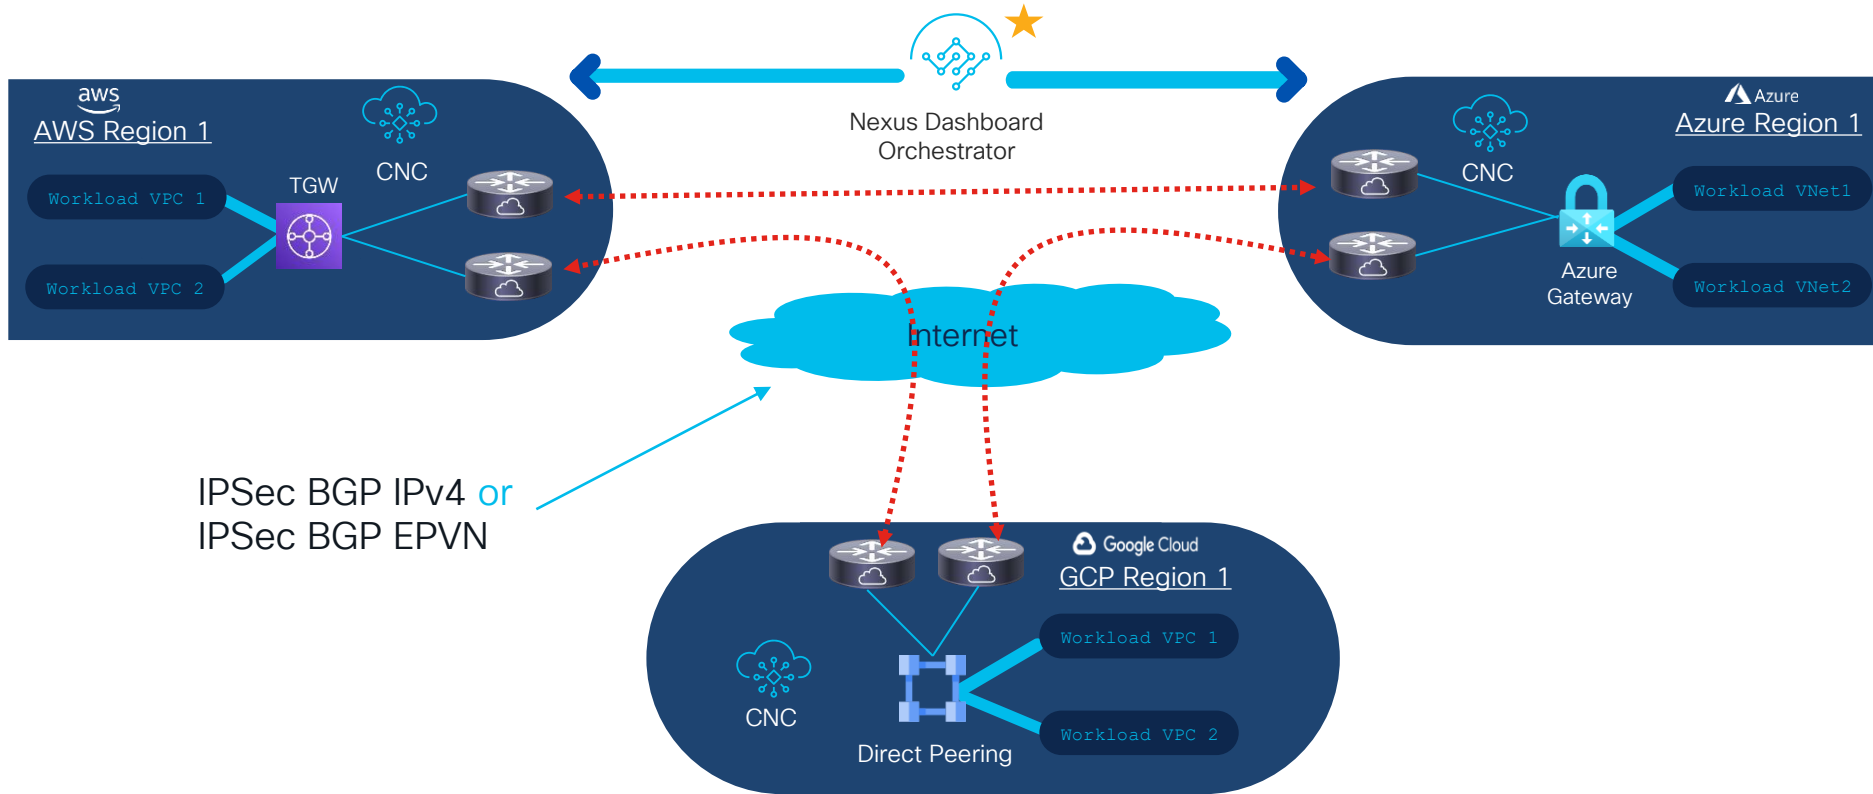 Nexus Dashboard
Orchestrator
aws
AWS Region 1
CNC
TGW
Workload VPC 1
Workload VPC 2
Azure
Azure Region 1
CNC
Workload VNet1
Workload VNet2
Azure
Gateway
Internet
IPSec BGP IPv4 or
IPSec BGP EPVN
Google Cloud
GCP Region 1
Workload VPC 1
CNC
Workload VPC 2
Direct Peering